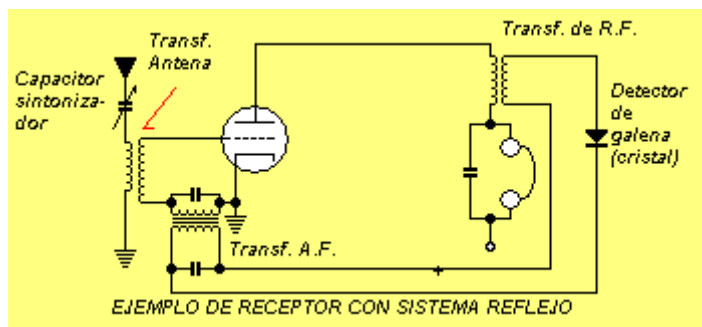 Transf. de R.F.
Transf.
Antena
Capacitor
sintoniza-
dor
Detector
de
galena
(cristal)
Transf. A.F.
EJEMPLO DE RECEPTOR CON SISTEMA REFLEJO